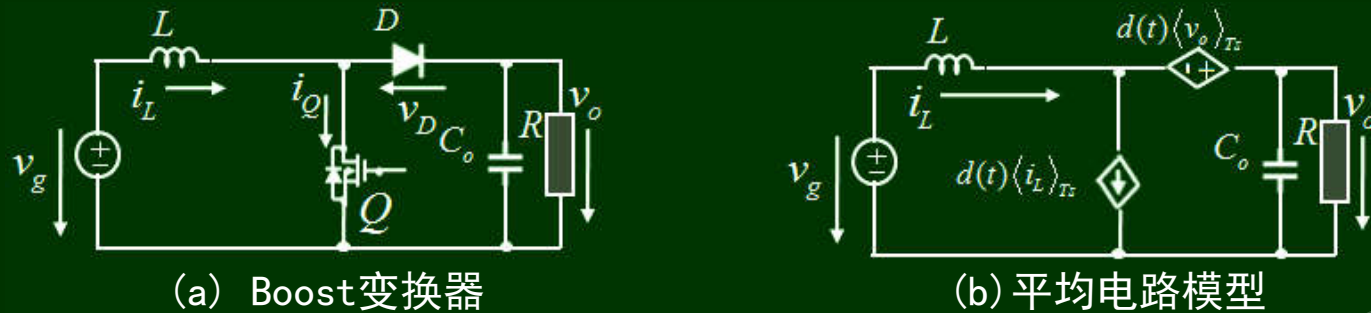 L
D
i_L
i_Q
v_D
C_o
R
v_o
v_g
Q
(a) Boost变换器
L
d(t)⟨v_o⟩_Ts
i_L
v_g
d(t)⟨i_L⟩_Ts
C_o
R
v_o
(b)平均电路模型